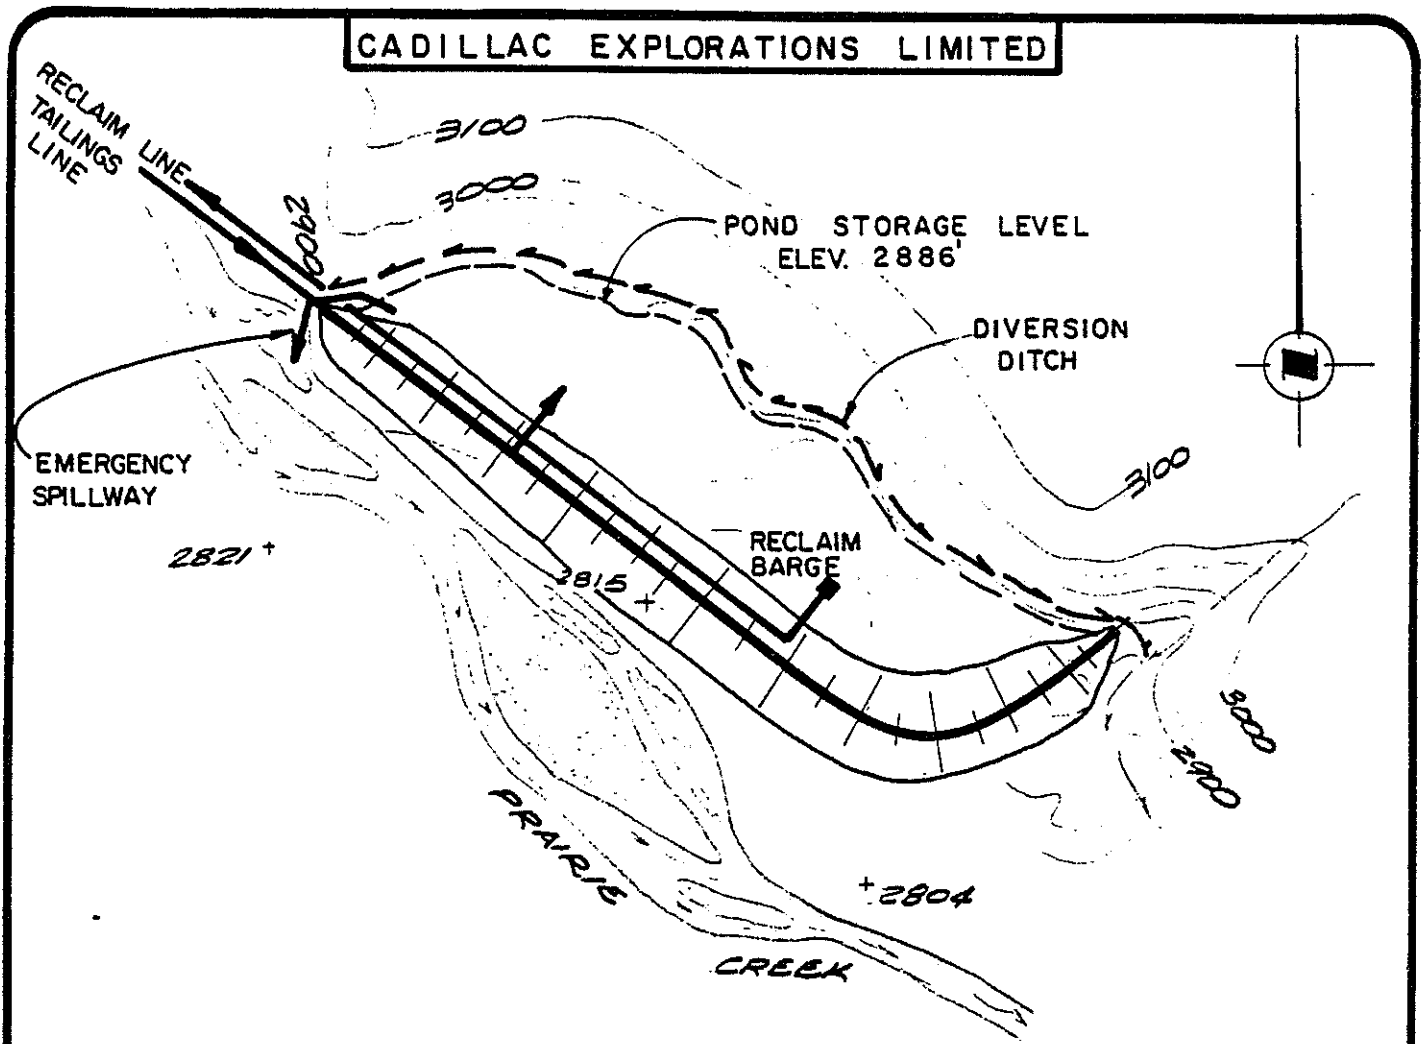 CADILLAC EXPLORATIONS LIMITED
RECLAIM LINE
TAILINGS
LINE
3100
3000
2900
POND STORAGE LEVEL
ELEV. 2886'
DIVERSION
DITCH
EMERGENCY
SPILLWAY
3100
2821
2815
RECLAIM
BARGE
3000
2900
PRAIRIE
CREEK
2804